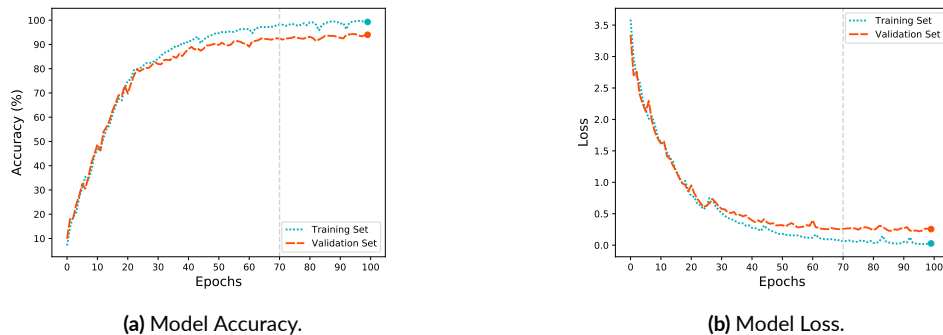 100
90
80
70
60
50
40
30
20
10
Accuracy (%)
0 10 20 30 40 50 60 70 80 90 100
Epochs
Training Set
Validation Set
(a) Model Accuracy.
3.5
3.0
2.5
2.0
1.5
1.0
0.5
0.0
Loss
0 10 20 30 40 50 60 70 80 90 100
Epochs
Training Set
Validation Set
(b) Model Loss.